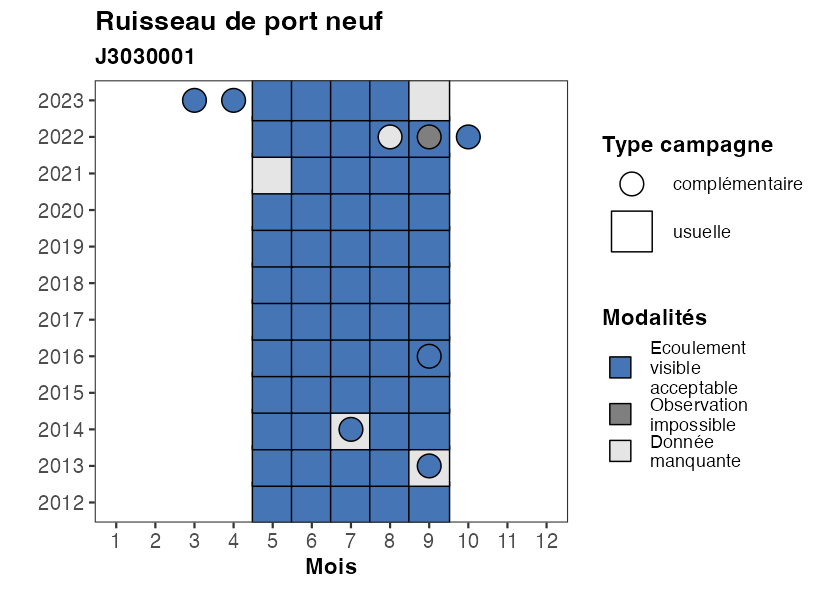 Ruisseau de port neuf
J3030001
2023
2022
2021
2020
2019
2018
2017
2016
2015
2014
2013
2012
1 2 3 4 5 6 7 8 9 10 11 12
Mois
Type campagne
complémentaire
usuelle
Modalités
Ecoulement
visible
acceptable
Observation
impossible
Donnée
manquante